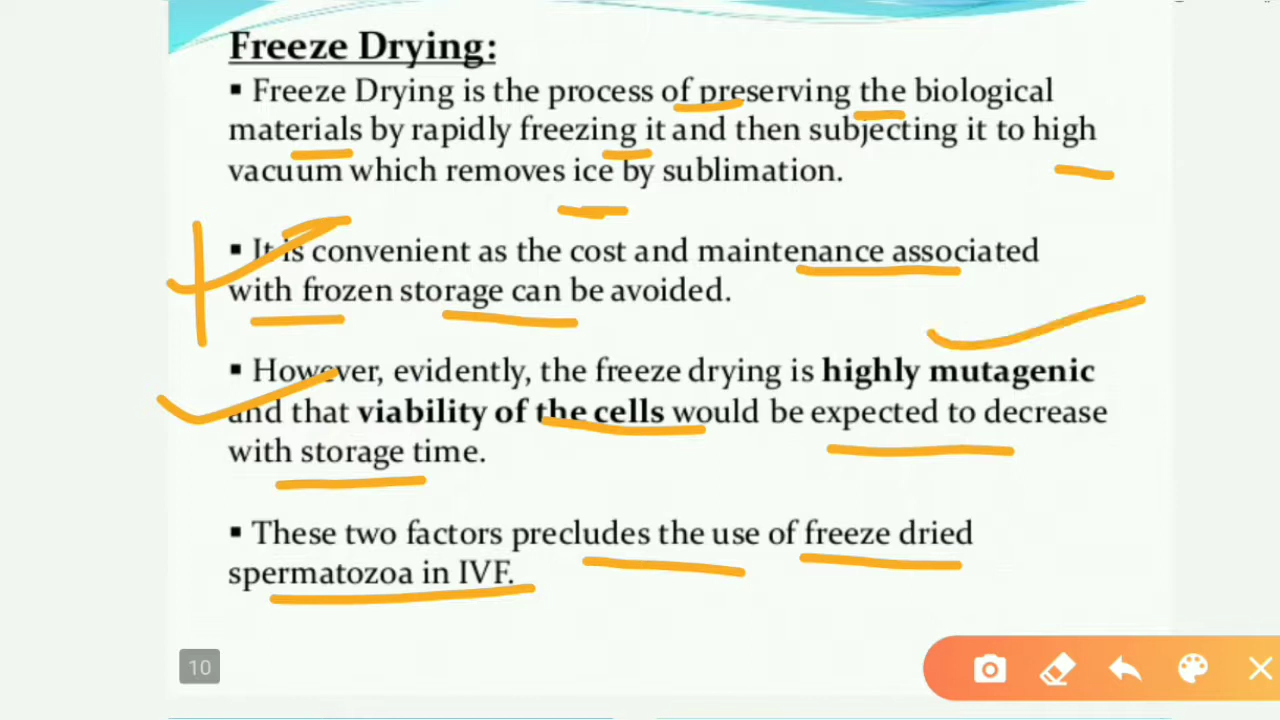 Freeze Drying:
▪ Freeze Drying is the process of preserving the biological
materials by rapidly freezing it and then subjecting it to high
vacuum which removes ice by sublimation.
▪ It is convenient as the cost and maintenance associated
with frozen storage can be avoided.
▪ However, evidently, the freeze drying is highly mutagenic
and that viability of the cells would be expected to decrease
with storage time.
▪ These two factors precludes the use of freeze dried
spermatozoa in IVF.
10